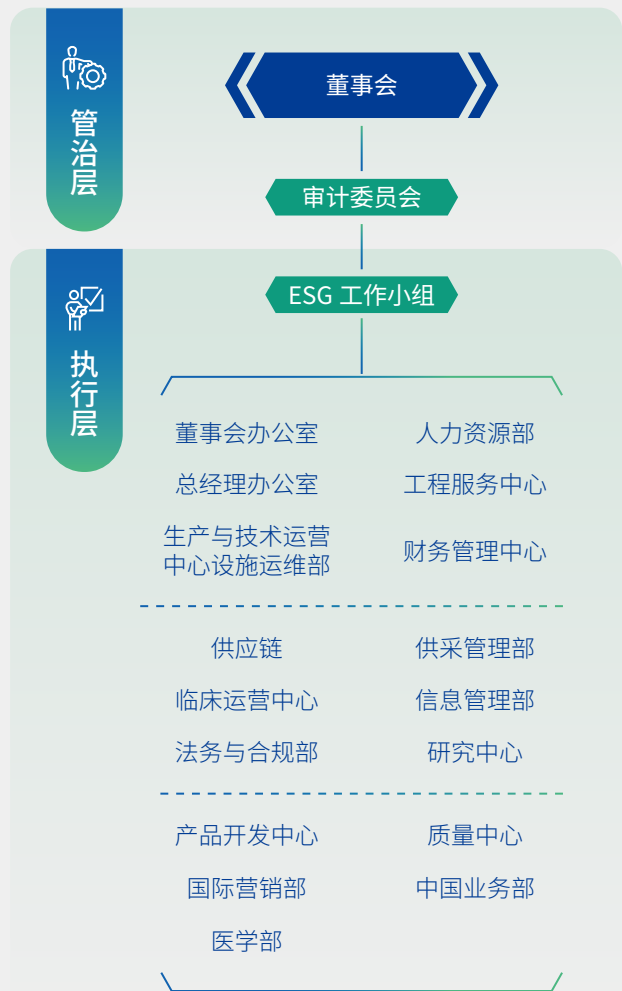 管治层
董事会
审计委员会
执行层
ESG 工作小组
董事会办公室
人力资源部
总经理办公室
工程服务中心
生产与技术运营
中心设施运维部
财务管理中心
供应链
供采管理部
临床运营中心
信息管理部
法务与合规部
研究中心
产品开发中心
质量中心
国际营销部
中国业务部
医学部